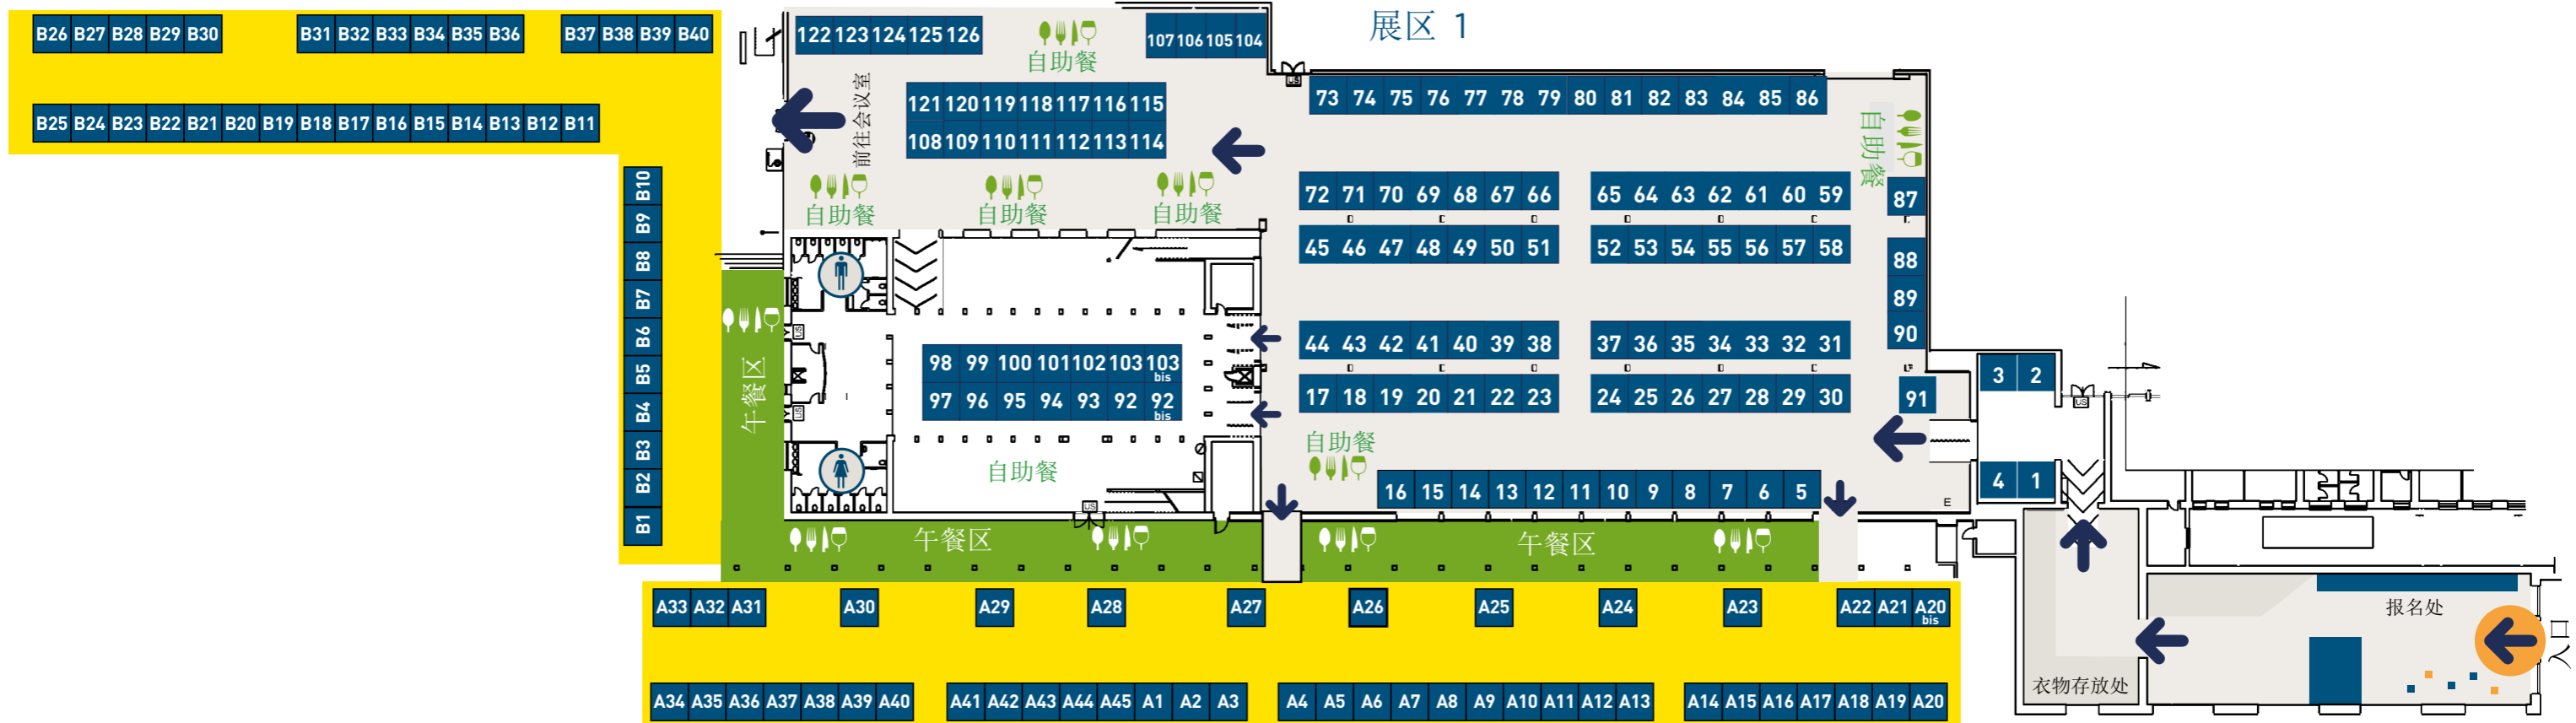 展区 1
B26 B27 B28 B29 B30
B31 B32 B33 B34 B35 B36
B37 B38 B39 B40
B25 B24 B23 B22 B21 B20 B19 B18 B17 B16 B15 B14 B13 B12 B11
B10
B9
B8
B7
B6
B5
B4
B3
B2
B1
122 123 124 125 126
自助餐
107 106 105 104
前往会议室
121 120 119 118 117 116 115
108 109 110 111 112 113 114
自助餐
自助餐
自助餐
US
73 74 75 76 77 78 79 80 81 82 83 84 85 86
自助餐
72 71 70 69 68 67 66
65 64 63 62 61 60 59
87
45 46 47 48 49 50 51
52 53 54 55 56 57 58
88
89
90
44 43 42 41 40 39 38
37 36 35 34 33 32 31
17 18 19 20 21 22 23
24 25 26 27 28 29 30
91
3 2
4 1
US
98 99 100 101 102 103 103 bis
97 96 95 94 93 92 92 bis
US
US
自助餐
自助餐
16 15 14 13 12 11 10 9 8 7 6 5
E
US
午餐区
午餐区
午餐区
A33 A32 A31
A30
A29
A28
A27
A26
A25
A24
A23
A22 A21 A20 bis
A34 A35 A36 A37 A38 A39 A40
A41 A42 A43 A44 A45 A1 A2 A3
A4 A5 A6 A7 A8 A9 A10 A11 A12 A13
A14 A15 A16 A17 A18 A19 A20
报名处
衣物存放处
入口